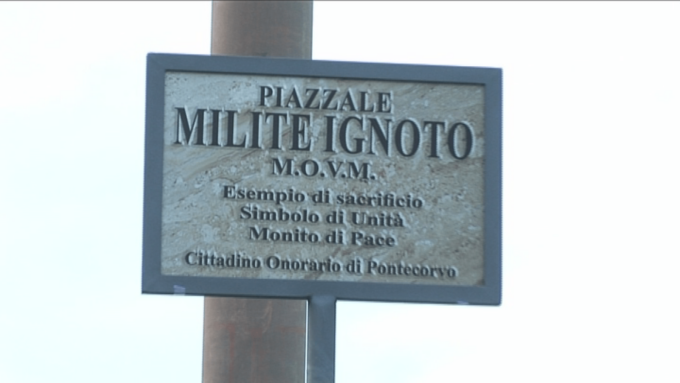 PIAZZALE
MILITE IGNOTO
M.O.V.M.
Esempio di sacrificio
Simbolo di Unità
Monito di Pace
Cittadino Onorario di Pontecorvo